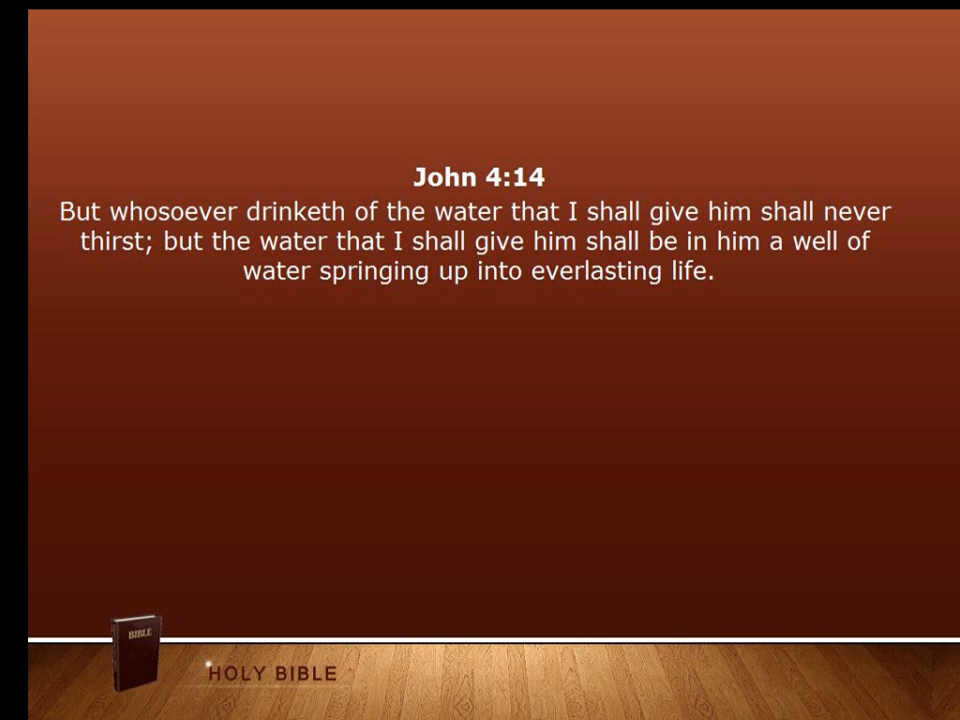 John 4:14
But whosoever drinketh of the water that I shall give him shall never
thirst; but the water that I shall give him shall be in him a well of
water springing up into everlasting life.
BIBLE
HOLY BIBLE